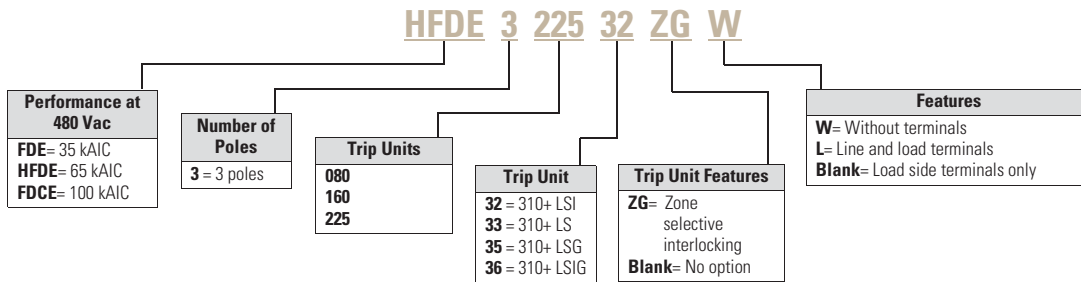 HFDE 3 225 32 ZG W
Performance at
480 Vac
FDE= 35 kAIC
HFDE= 65 kAIC
FDCE= 100 kAIC
Number of
Poles
3 = 3 poles
Trip Units
080
160
225
Trip Unit
32 = 310+ LSI
33 = 310+ LS
35 = 310+ LSG
36 = 310+ LSIG
Trip Unit Features
ZG= Zone
selective
interlocking
Blank= No option
Features
W= Without terminals
L= Line and load terminals
Blank= Load side terminals only